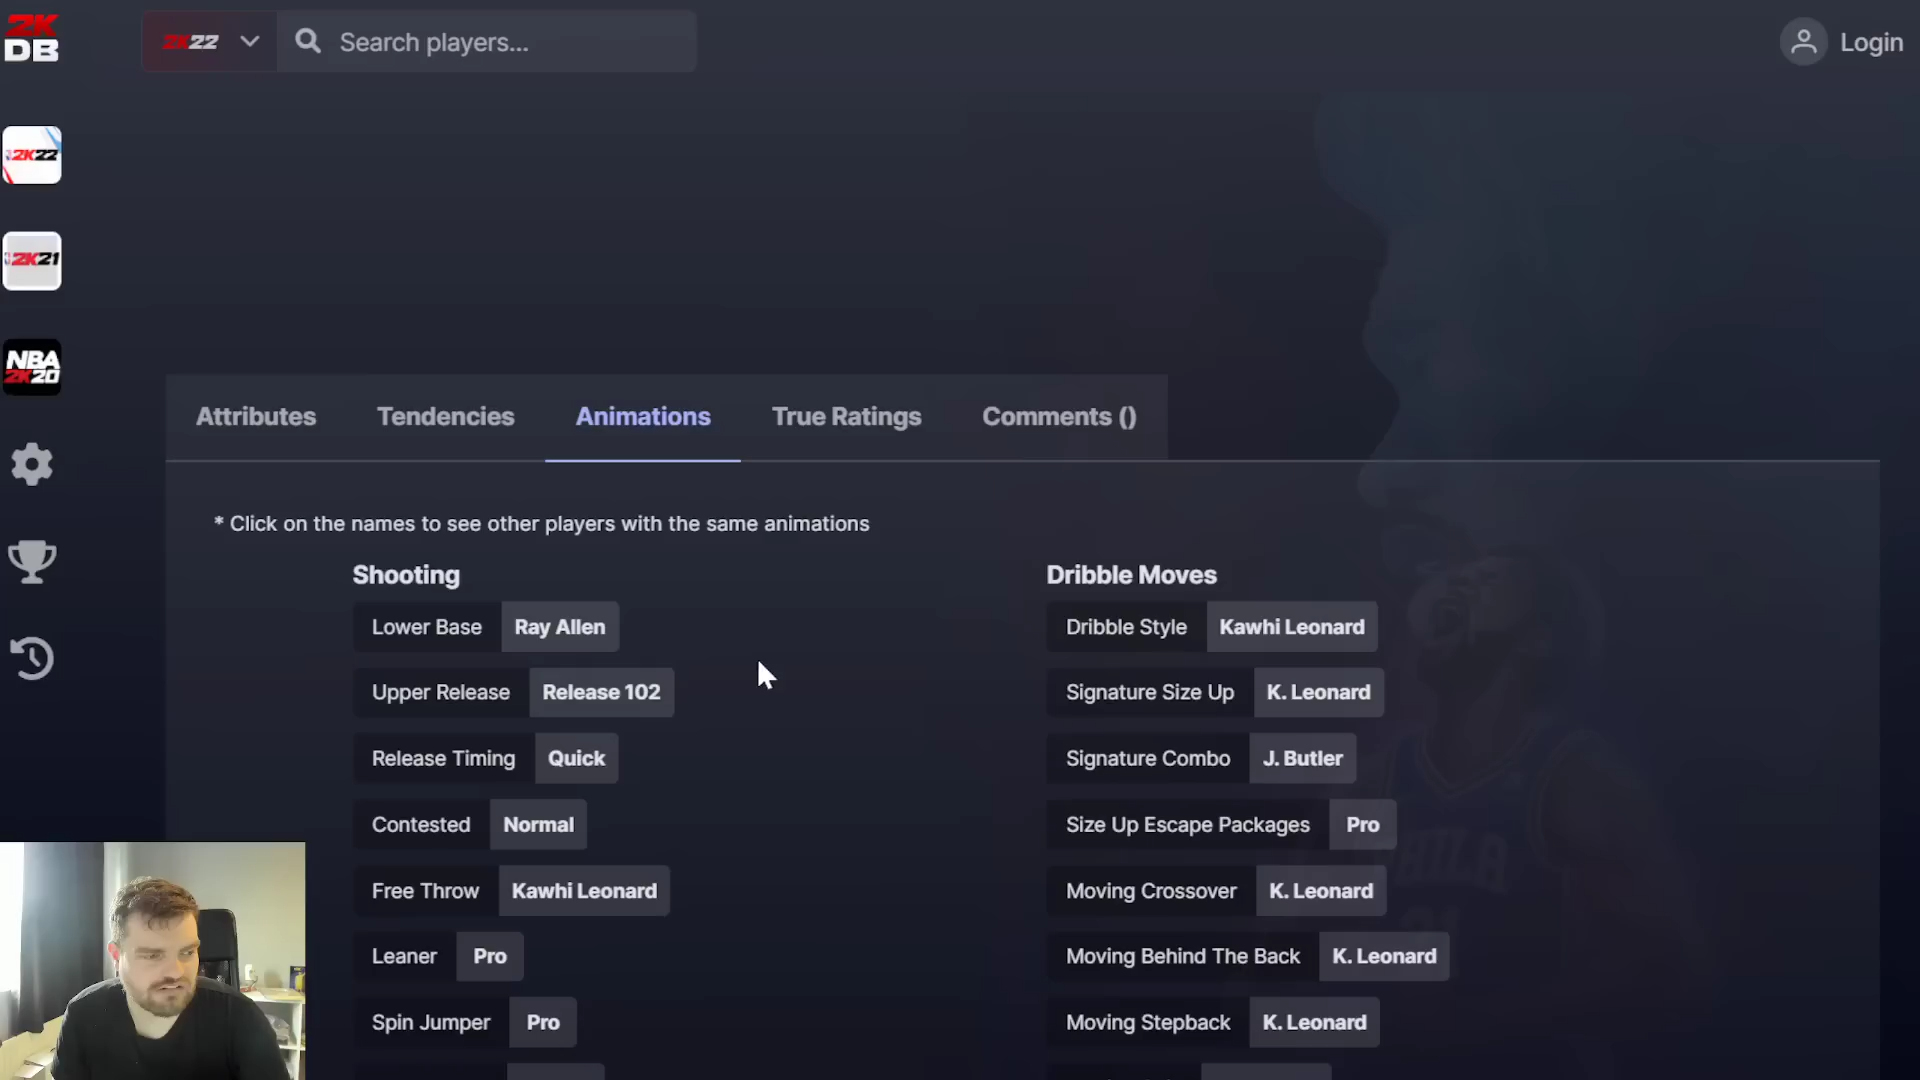 2K
DB
2K22
Search players...
Login
2K22
2K21
NBA
2K20
Attributes
Tendencies
Animations
True Ratings
Comments ()
* Click on the names to see other players with the same animations
Shooting
Lower Base Ray Allen
Upper Release Release 102
Release Timing Quick
Contested Normal
Free Throw Kawhi Leonard
Leaner Pro
Spin Jumper Pro
Dribble Moves
Dribble Style Kawhi Leonard
Signature Size Up K. Leonard
Signature Combo J. Butler
Size Up Escape Packages Pro
Moving Crossover K. Leonard
Moving Behind The Back K. Leonard
Moving Stepback K. Leonard
PHILA
21